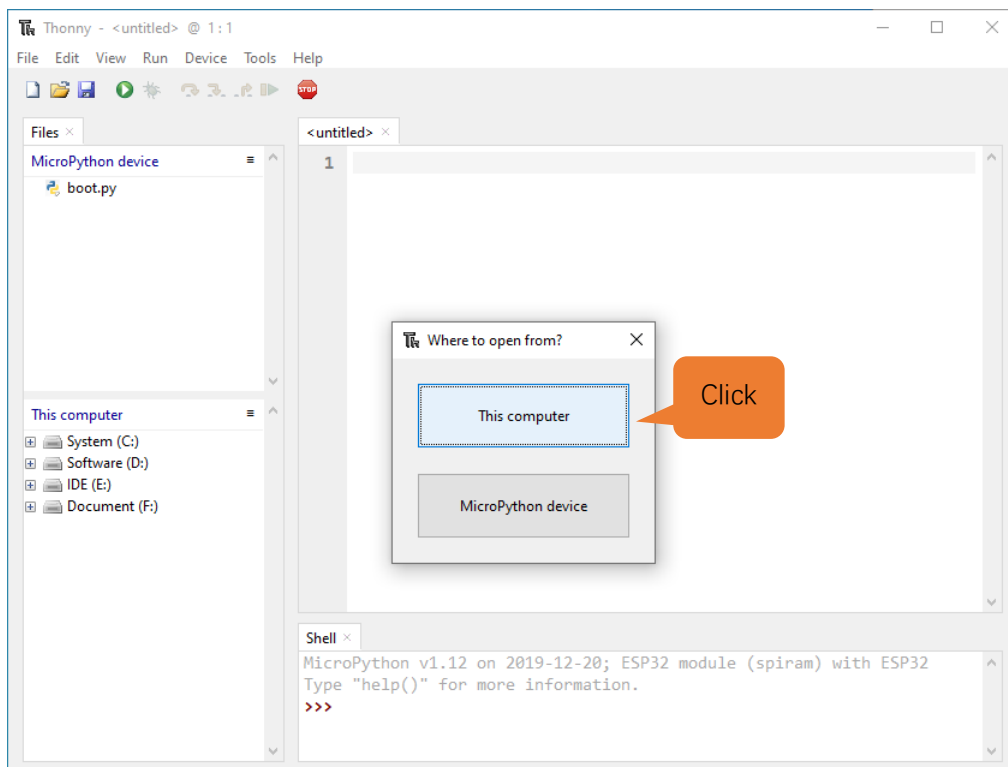 Thonny - <untitled> @ 1:1
File Edit View Run Device Tools Help
STOP
Files
MicroPython device
boot.py
<untitled>
1
Where to open from?
This computer
MicroPython device
Click
This computer
System (C:)
Software (D:)
IDE (E:)
Document (F:)
Shell
MicroPython v1.12 on 2019-12-20; ESP32 module (spiram) with ESP32
Type "help()" for more information.
>>>